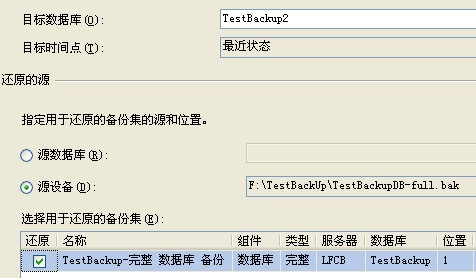 目标数据库(O): TestBackup2
目标时间点(T): 最近状态
还原的源
指定用于还原的备份集的源和位置。
源数据库(R):
源设备(D): F:\TestBackUp\TestBackupDB-full.bak
选择用于还原的备份集(E):
还原 名称 组件 类型 服务器 数据库 位置
TestBackup-完整 数据库 备份 数据库 完整 LFCB TestBackup 1